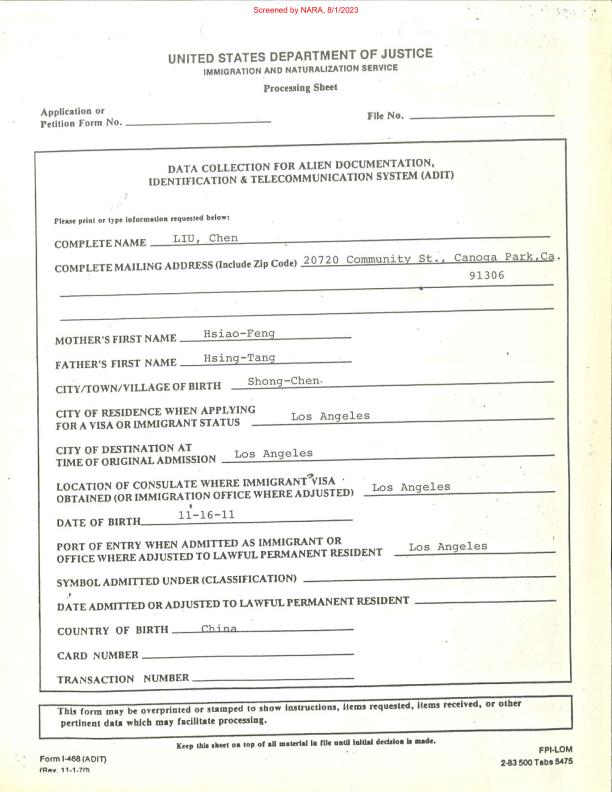 Screened by NARA, 8/1/2023
UNITED STATES DEPARTMENT OF JUSTICE
IMMIGRATION AND NATURALIZATION SERVICE
Processing Sheet
Application or
Petition Form No.
File No.
DATA COLLECTION FOR ALIEN DOCUMENTATION,
IDENTIFICATION & TELECOMMUNICATION SYSTEM (ADIT)
Please print or type information requested below:
COMPLETE NAME LIU, Chen
COMPLETE MAILING ADDRESS (Include Zip Code) 20720 Community St., Canoga Park,Ca.
91306
MOTHER'S FIRST NAME Hsiao-Feng
FATHER'S FIRST NAME Hsing-Tang
CITY/TOWN/VILLAGE OF BIRTH Shong-Chen.
CITY OF RESIDENCE WHEN APPLYING
FOR A VISA OR IMMIGRANT STATUS Los Angeles
CITY OF DESTINATION AT
TIME OF ORIGINAL ADMISSION Los Angeles
LOCATION OF CONSULATE WHERE IMMIGRANT VISA
OBTAINED (OR IMMIGRATION OFFICE WHERE ADJUSTED) Los Angeles
DATE OF BIRTH 11-16-11
PORT OF ENTRY WHEN ADMITTED AS IMMIGRANT OR
OFFICE WHERE ADJUSTED TO LAWFUL PERMANENT RESIDENT Los Angeles
SYMBOL ADMITTED UNDER (CLASSIFICATION)
DATE ADMITTED OR ADJUSTED TO LAWFUL PERMANENT RESIDENT
COUNTRY OF BIRTH China
CARD NUMBER
TRANSACTION NUMBER
This form may be overprinted or stamped to show instructions, items requested, items received, or other
pertinent data which may facilitate processing.
Keep this sheet on top of all material in file until initial decision is made.
Form I-468 (ADIT)
(Rev. 11-1-7
FPI-LOM
2-83 500 Tabs 5475